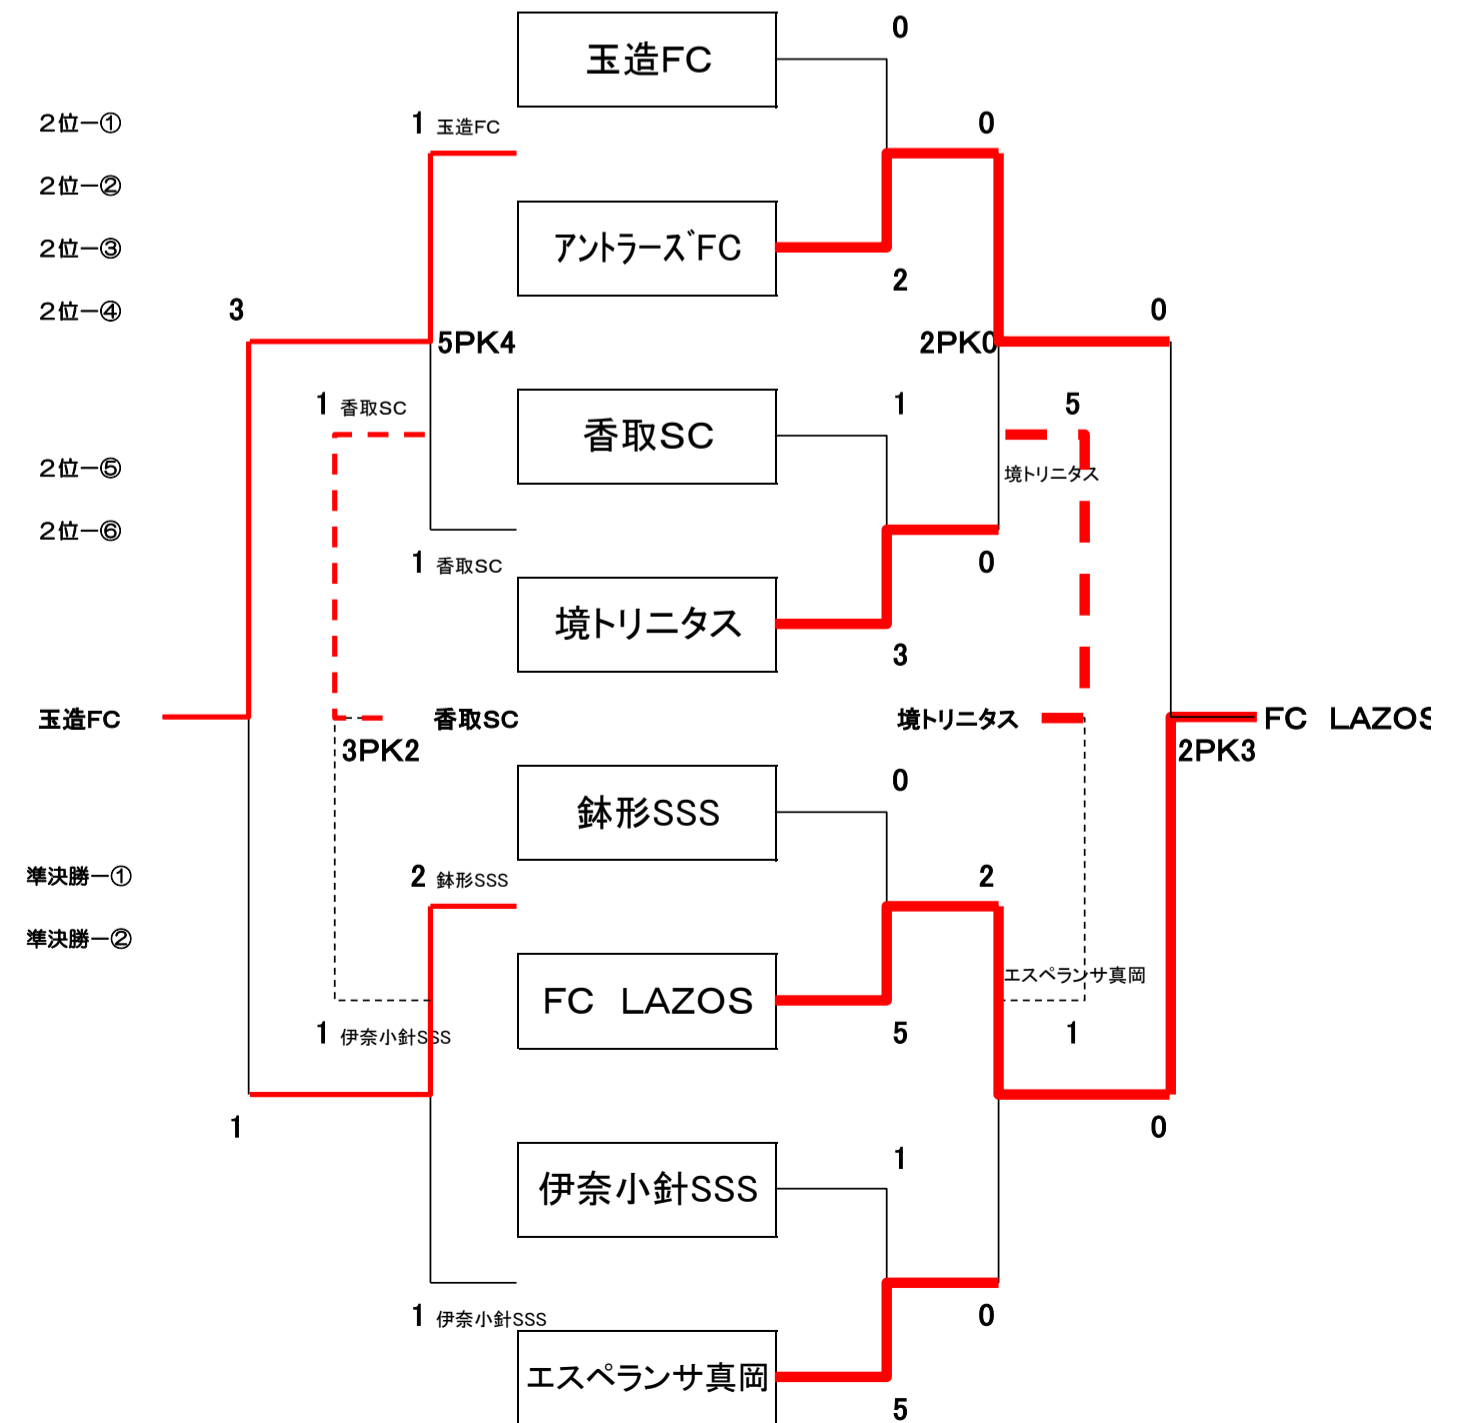 0
玉造FC
2位ー①
1 玉造FC
0
2位ー②
2位ー③
アントラーズFC
2
2位ー④
3
0
5PK4
2PK0
1 香取SC
香取SC
1
5
2位ー⑤
境トリニタス
2位ー⑥
1 香取SC
0
境トリニタス
3
玉造FC
香取SC
境トリニタス
FC LAZOS
3PK2
2PK3
0
鉢形SSS
準決勝ー①
2 鉢形SSS
2
準決勝ー②
エスペランサ真岡
FC LAZOS
1 伊奈小針SSS
5
1
1
0
1
伊奈小針SSS
1 伊奈小針SSS
0
エスペランサ真岡
5